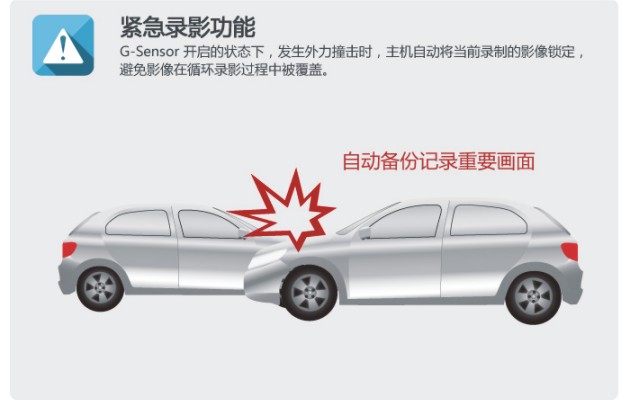 紧急录影功能
G-Sensor 开启的状态下，发生外力撞击时，主机自动将当前录制的影像锁定，
避免影像在循环录影过程中被覆盖。
自动备份记录重要画面